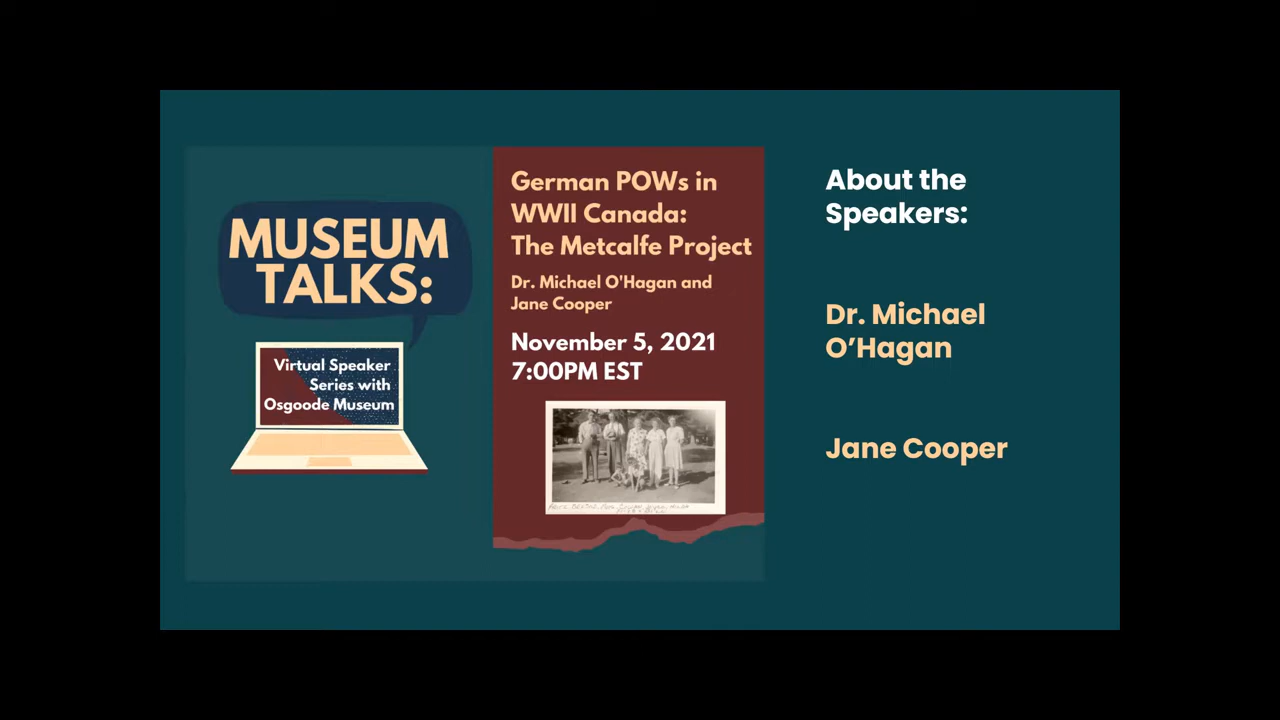 MUSEUM
TALKS:
Virtual Speaker
Series with
Osgoode Museum
German POWs in
WWII Canada:
The Metcalfe Project
Dr. Michael O'Hagan and
Jane Cooper
November 5, 2021
7:00PM EST
About the
Speakers:
Dr. Michael
O’Hagan
Jane Cooper